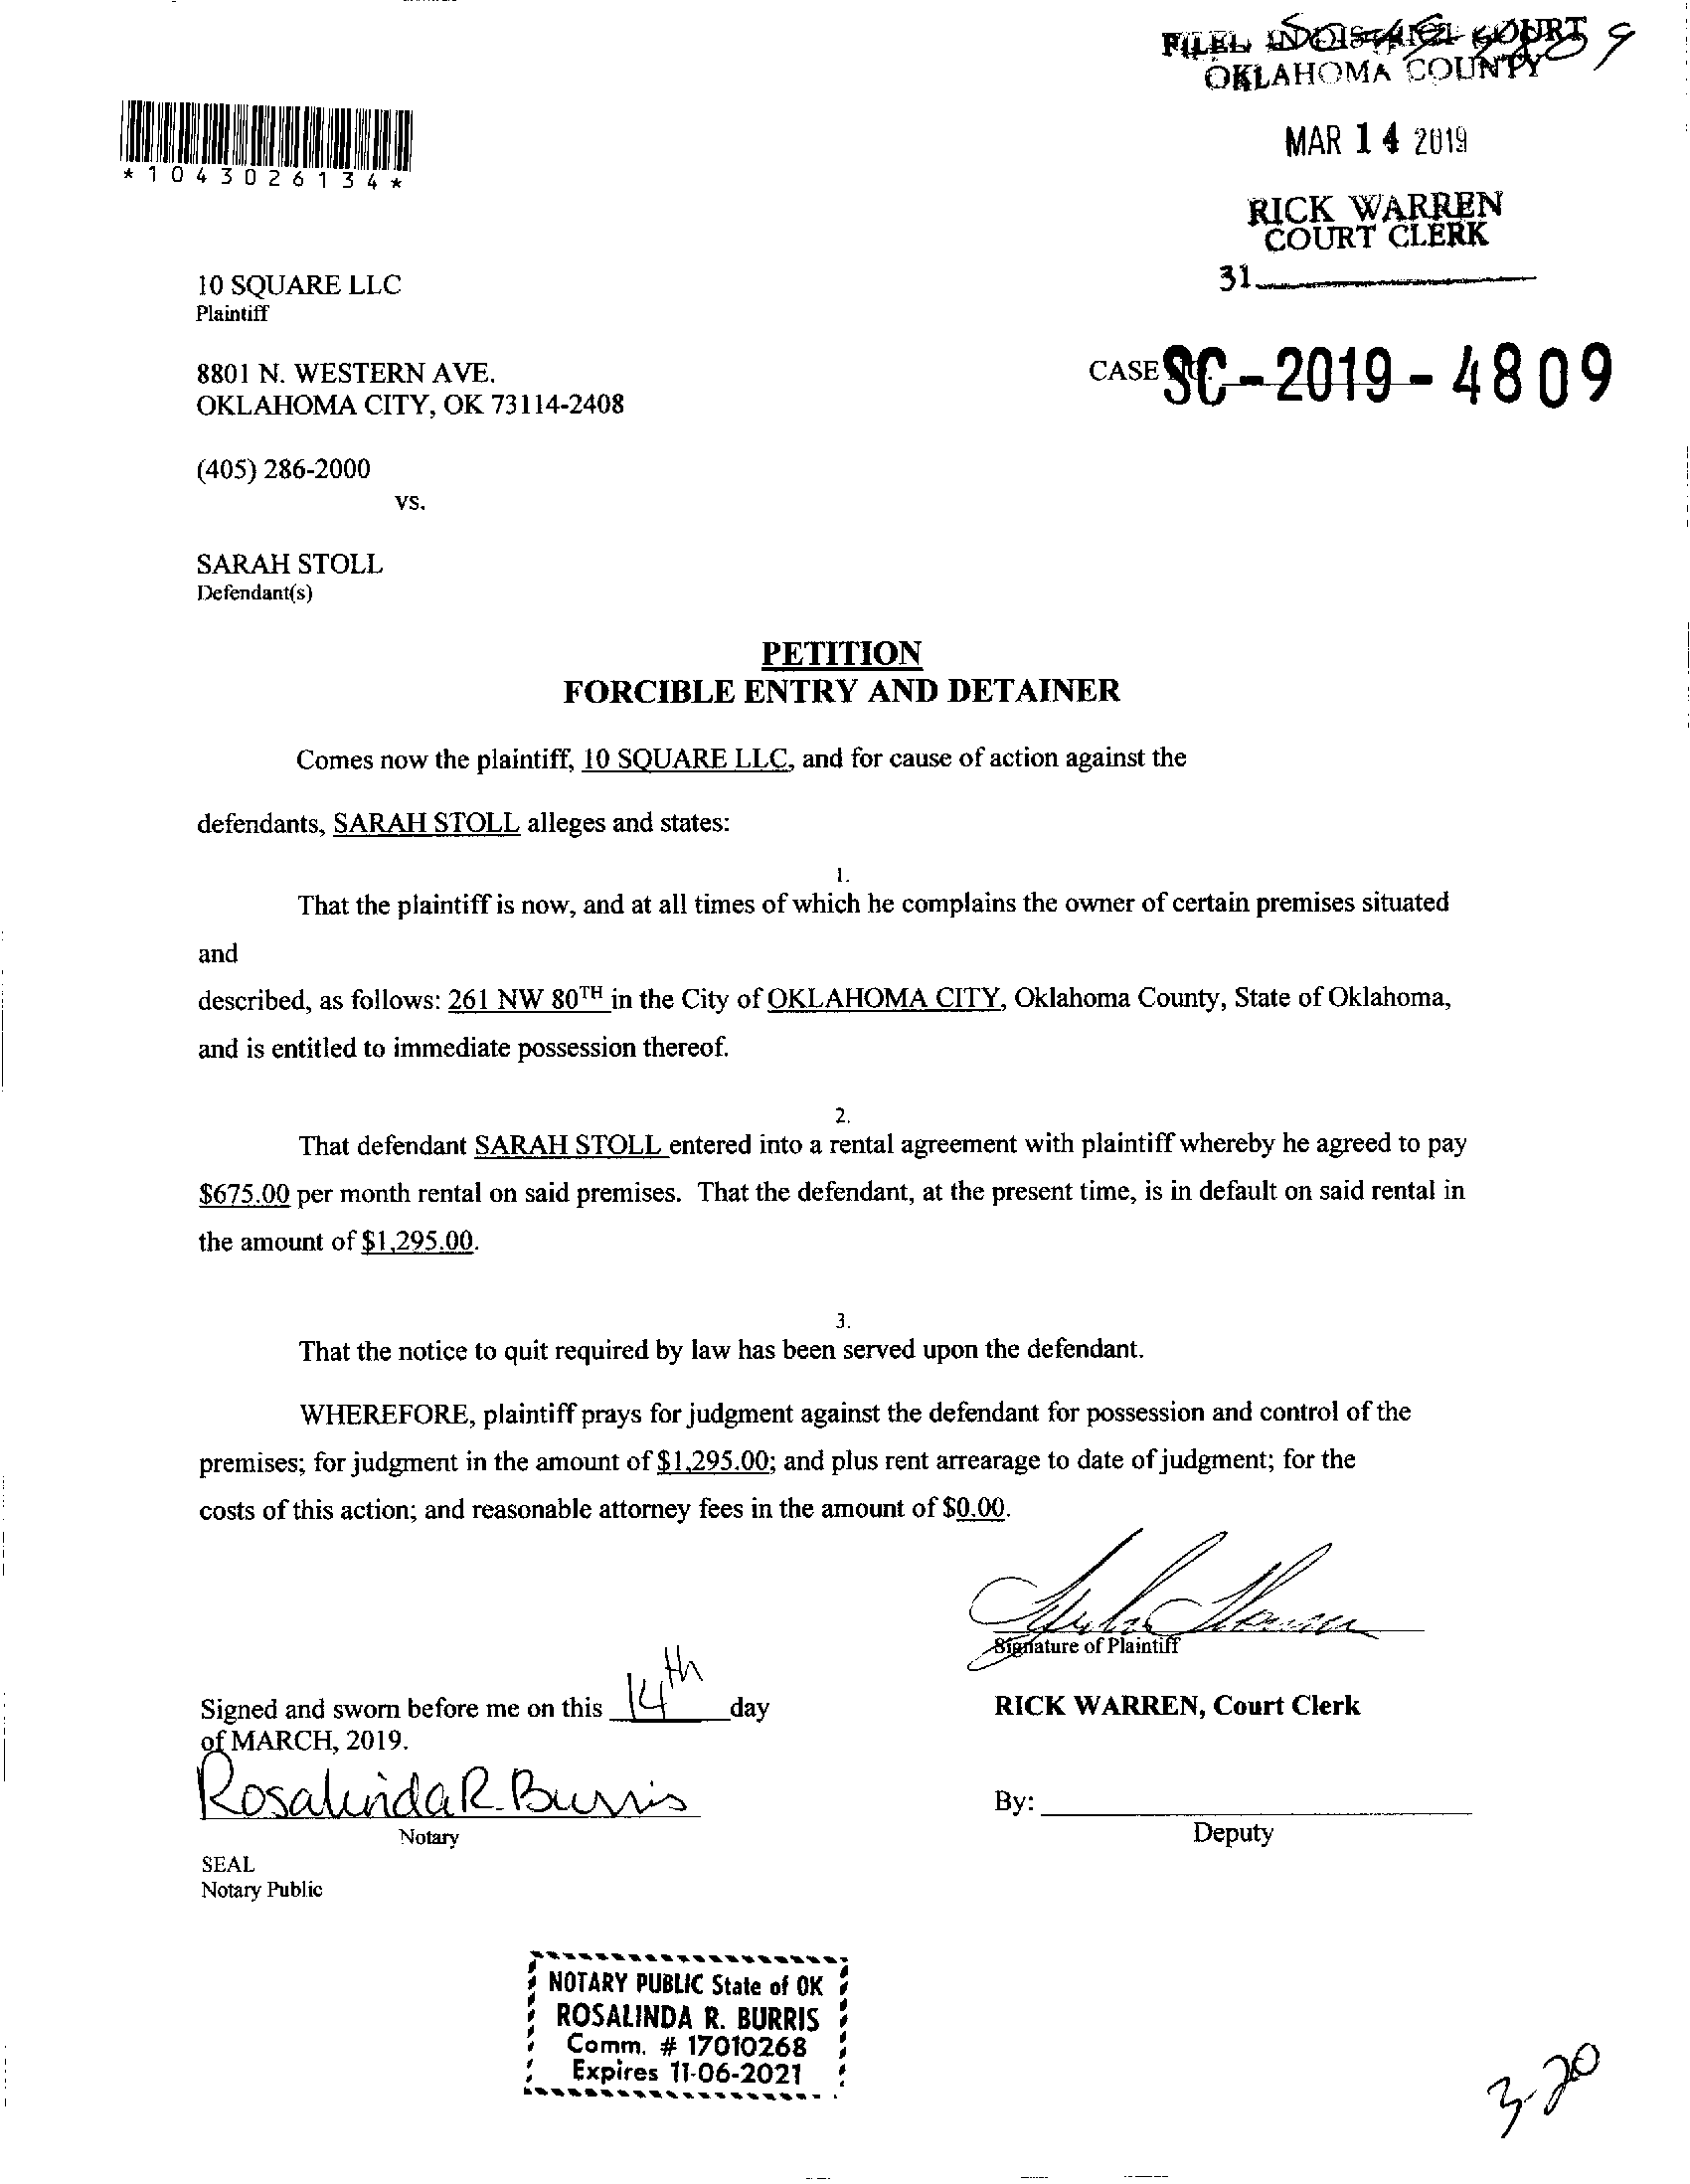 FILED IN DISTRICT COURT
OKLAHOMA COUNTY
MAR 14 2019
RICK WARREN
COURT CLERK
31
*1043026134*
10 SQUARE LLC
Plaintiff
8801 N. WESTERN AVE.
OKLAHOMA CITY, OK 73114-2408
CASE SC-2019-4809
(405) 286-2000
vs.
SARAH STOLL
Defendant(s)
PETITION
FORCIBLE ENTRY AND DETAINER
Comes now the plaintiff, 10 SQUARE LLC, and for cause of action against the
defendants, SARAH STOLL alleges and states:
1.
That the plaintiff is now, and at all times of which he complains the owner of certain premises situated
and
described, as follows: 261 NW 80TH in the City of OKLAHOMA CITY, Oklahoma County, State of Oklahoma,
and is entitled to immediate possession thereof.
2.
That defendant SARAH STOLL entered into a rental agreement with plaintiff whereby he agreed to pay
$675.00 per month rental on said premises. That the defendant, at the present time, is in default on said rental in
the amount of $1,295.00.
3.
That the notice to quit required by law has been served upon the defendant.
WHEREFORE, plaintiff prays for judgment against the defendant for possession and control of the
premises; for judgment in the amount of $1,295.00; and plus rent arrearage to date of judgment; for the
costs of this action; and reasonable attorney fees in the amount of $0.00.
Signature of Plaintiff
Signed and sworn before me on this 14th day
of MARCH, 2019.
RICK WARREN, Court Clerk
Rosalinda R. Burris
Notary
By:
Deputy
SEAL
Notary Public
NOTARY PUBLIC State of OK
ROSALINDA R. BURRIS
Comm. # 17010268
Expires 11-06-2021
3-20